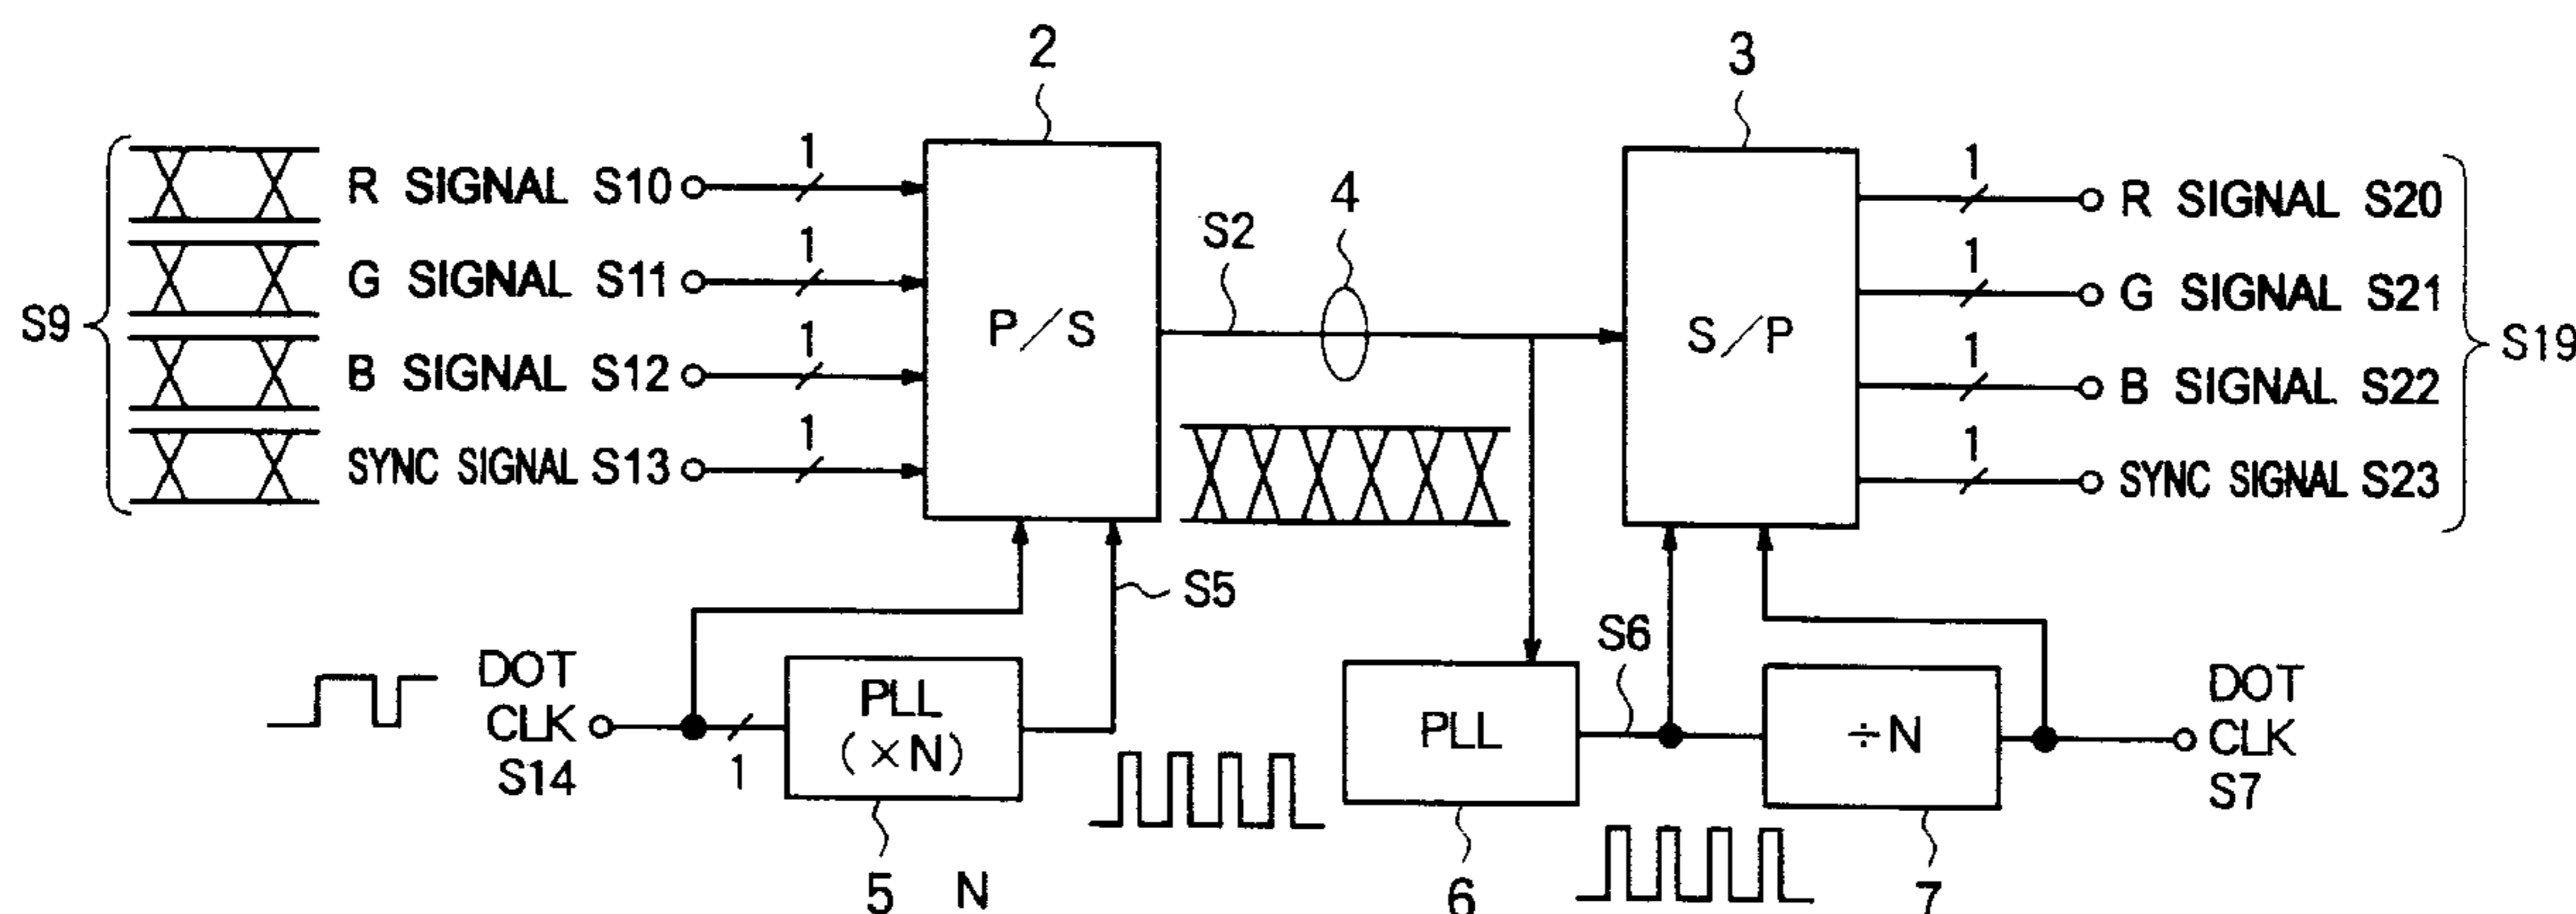 2
3
1
R SIGNAL S10
1
G SIGNAL S11
1
B SIGNAL S12
1
SYNC SIGNAL S13
S9
P/S
S2
4
S/P
1
R SIGNAL S20
1
G SIGNAL S21
1
B SIGNAL S22
1
SYNC SIGNAL S23
S19
S5
S6
DOT
CLK
S14
1
PLL
(×N)
PLL
÷N
DOT
CLK
S7
5
N
6
7